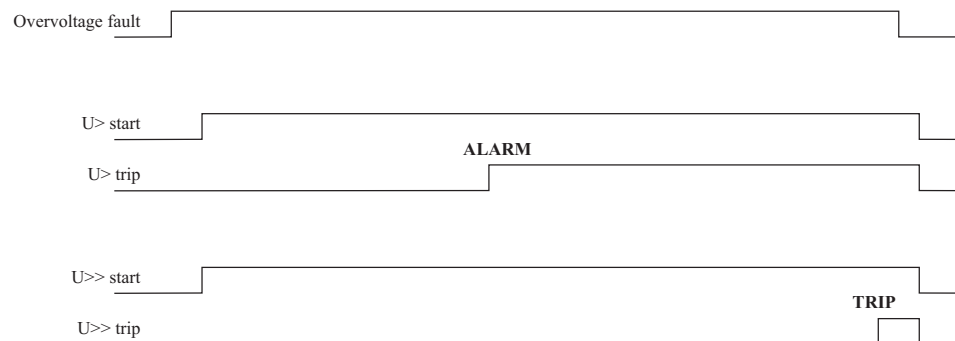 Overvoltage fault
U> start
ALARM
U> trip
U>> start
TRIP
U>> trip